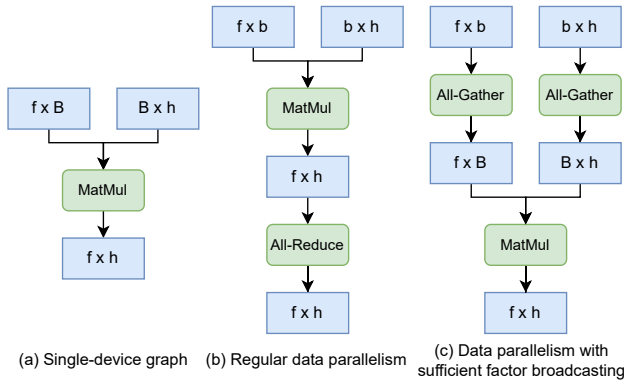 f x B
B x h
MatMul
f x h
(a) Single-device graph
f x b
b x h
MatMul
f x h
All-Reduce
f x h
(b) Regular data parallelism
f x b
b x h
All-Gather
All-Gather
f x B
B x h
MatMul
f x h
(c) Data parallelism with
sufficient factor broadcasting